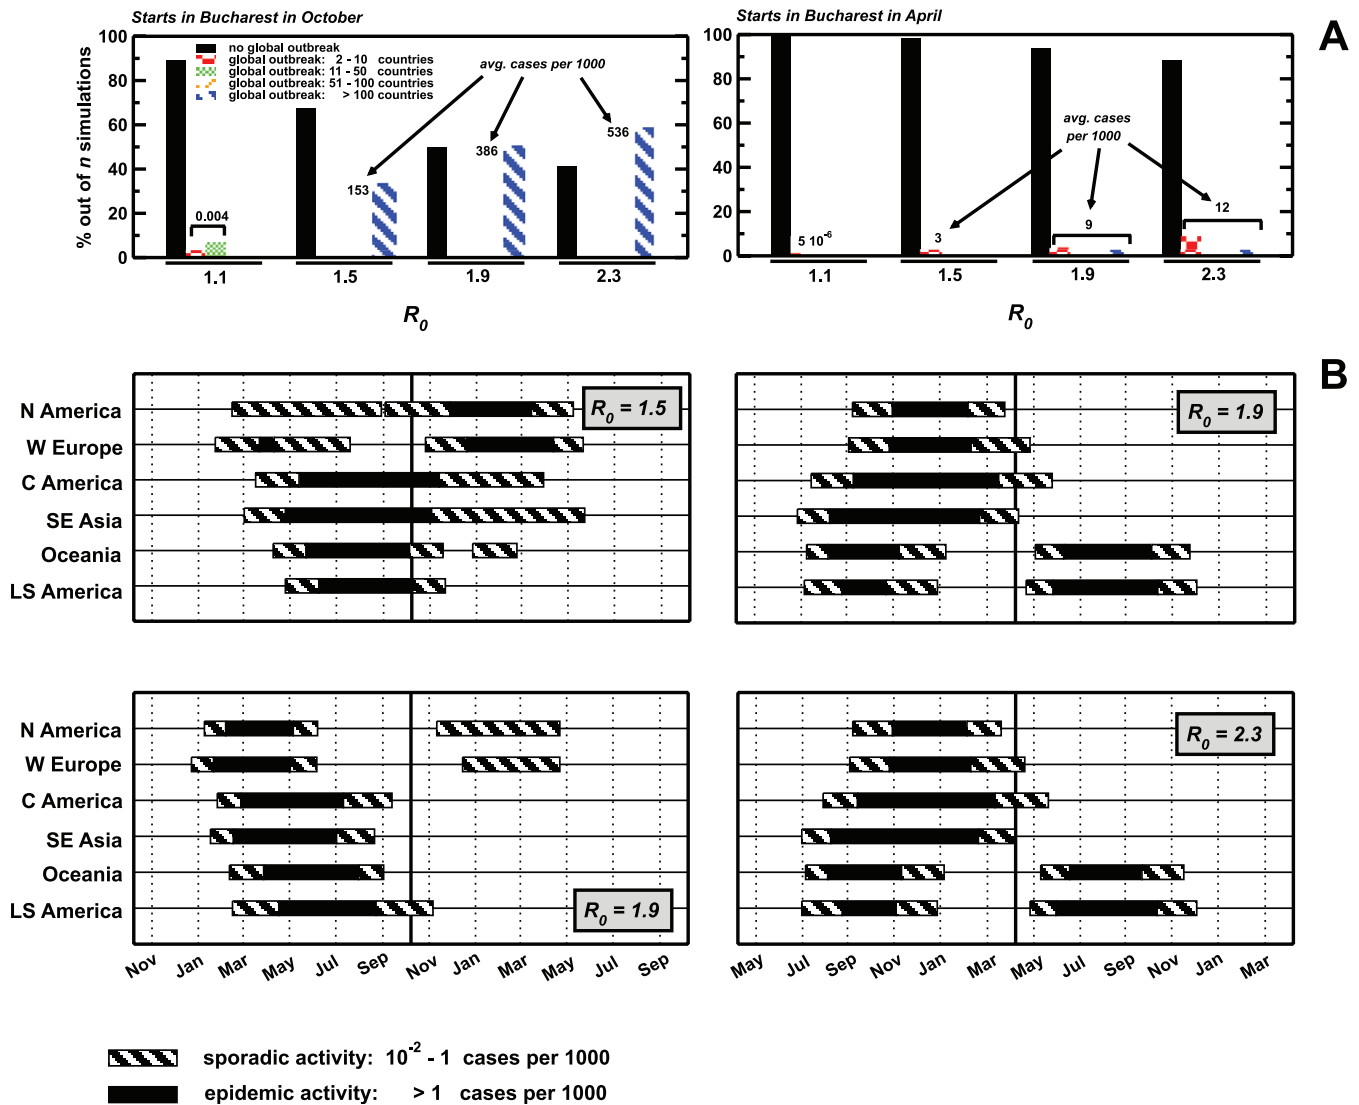 Starts in Bucharest in October
Starts in Bucharest in April
A
% out of n simulations
100
80
60
40
20
0
no global outbreak
global outbreak: 2 - 10 countries
global outbreak: 11 - 50 countries
global outbreak: 51 - 100 countries
global outbreak: > 100 countries
avg. cases per 1000
0.004
153
386
536
1.1
1.5
1.9
2.3
R0
100
80
60
40
20
0
avg. cases
per 1000
5 10-6
3
9
12
1.1
1.5
1.9
2.3
R0
B
N America
W Europe
C America
SE Asia
Oceania
LS America
R0 = 1.5
R0 = 1.9
N America
W Europe
C America
SE Asia
Oceania
LS America
R0 = 1.9
R0 = 2.3
Nov Jan Mar May Jul Sep Nov Jan Mar May Jul Sep
May Jul Sep Nov Jan Mar May Jul Sep Nov Jan Mar
sporadic activity: 10-2 - 1 cases per 1000
epidemic activity: > 1 cases per 1000